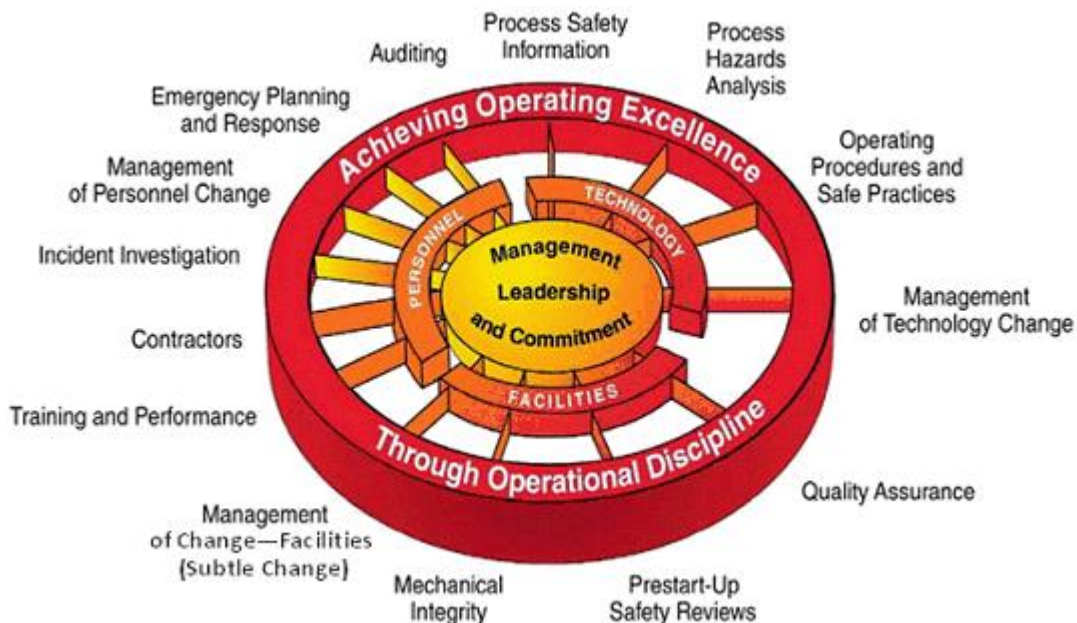 Process Safety
Information
Process
Hazards
Analysis
Operating
Procedures and
Safe Practices
Management
of Technology Change
Quality Assurance
Prestart-Up
Safety Reviews
Mechanical
Integrity
Management
of Change—Facilities
(Subtle Change)
Training and Performance
Contractors
Incident Investigation
Management
of Personnel Change
Emergency Planning
and Response
Auditing
Achieving Operating Excellence
Through Operational Discipline
PERSONNEL
TECHNOLOGY
FACILITIES
Management
Leadership
and Commitment